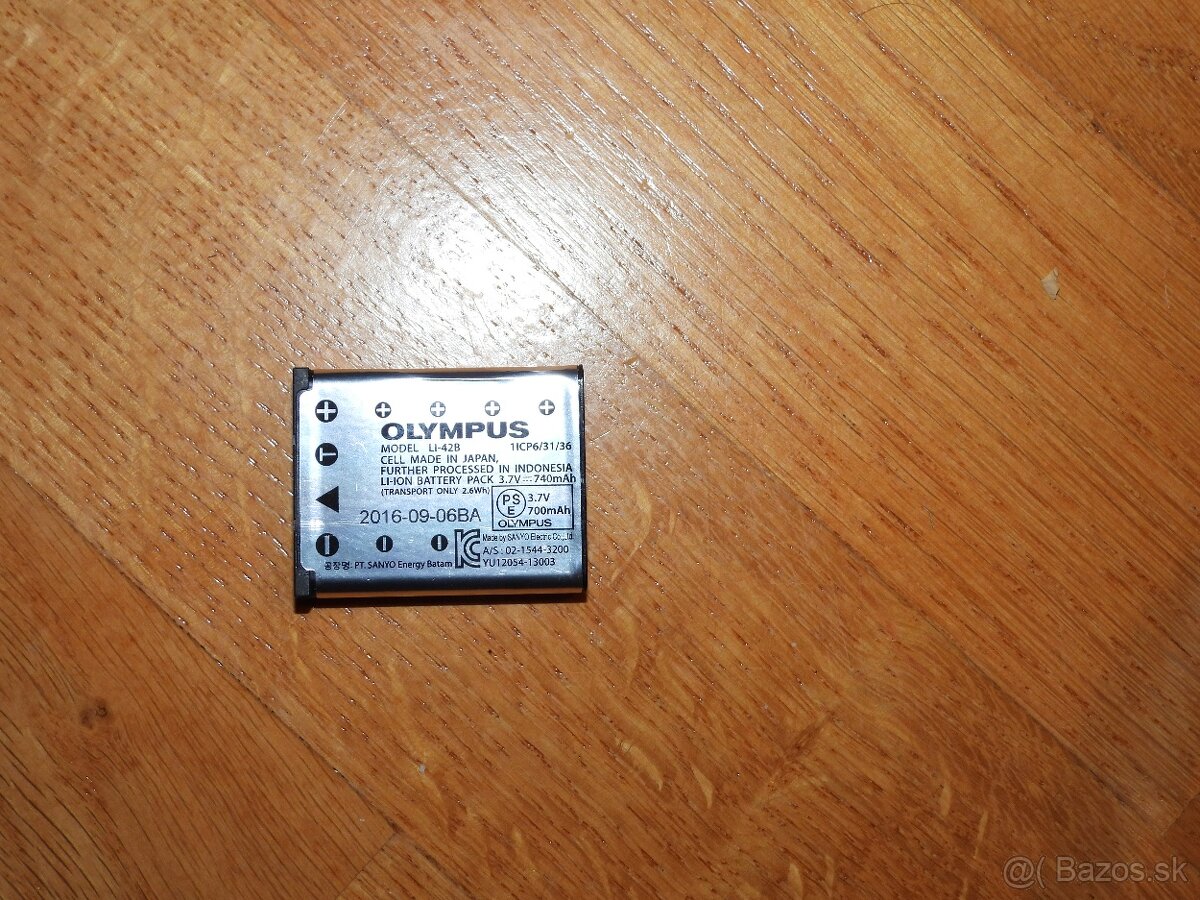 OLYMPUS
MODEL LI-42B 1ICP6/31/36
CELL MADE IN JAPAN,
FURTHER PROCESSED IN INDONESIA
LI-ION BATTERY PACK 3.7V 740mAh
(TRANSPORT ONLY 2.6Wh)
PS E 3.7V
700mAh
OLYMPUS
2016-09-06BA
Made by SANYO Electric Co.,Ltd.
A/S : 02-1544-3200
YU12054-13003
공장명: PT. SANYO Energy Batam
T
@( Bazos.sk